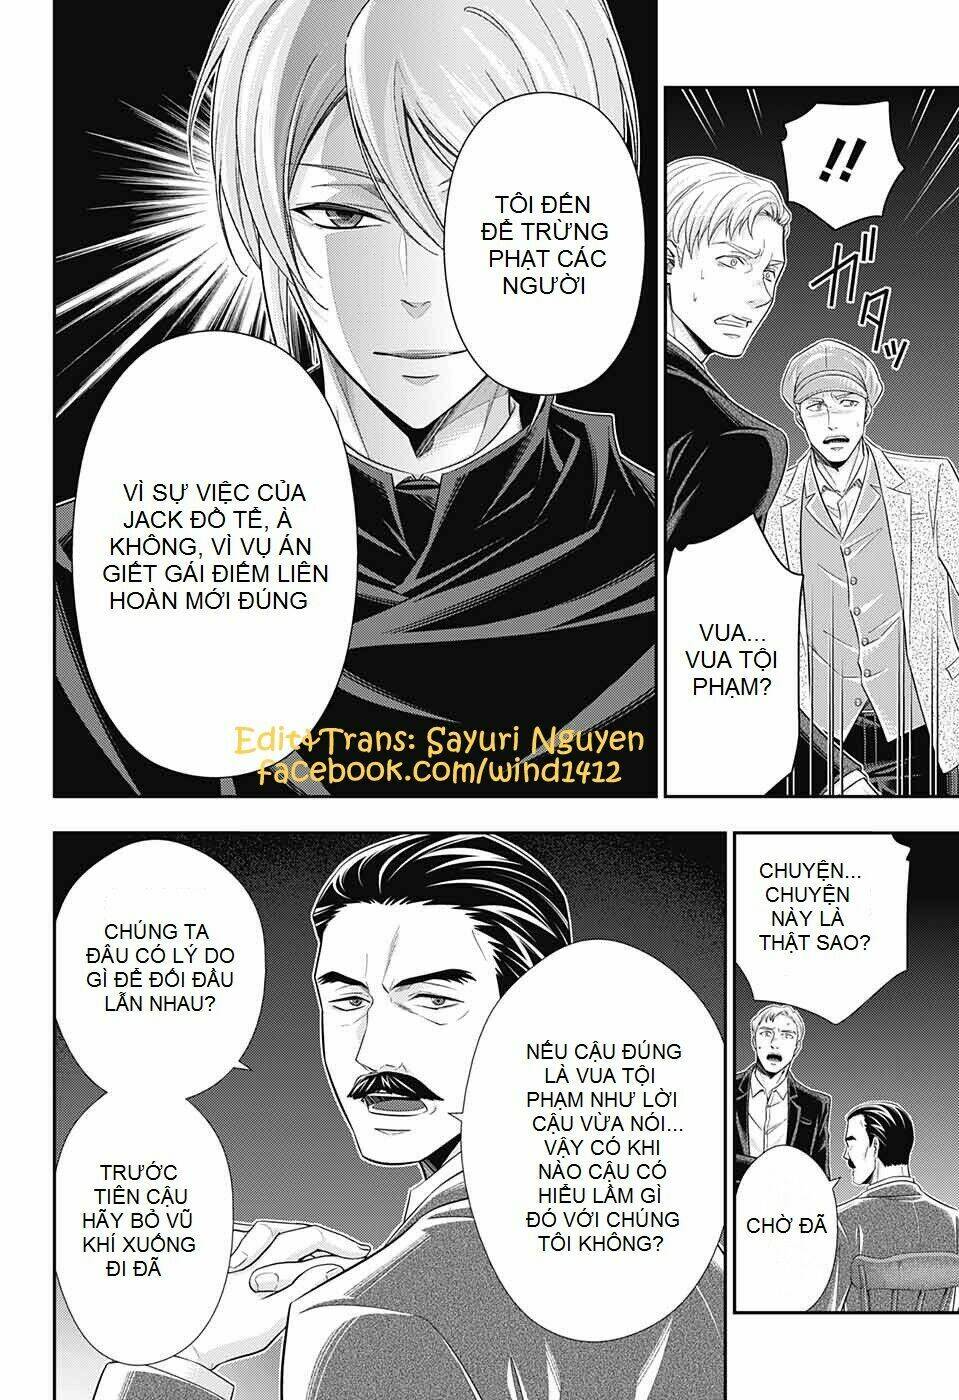 !!
ガタッ
VUA...
VUA TỘI
PHẠM?
TÔI ĐẾN
ĐỂ TRỪNG
PHẠT CÁC
NGƯỜI
VÌ SỰ VIỆC CỦA
JACK ĐỒ TỂ, À
KHÔNG, VÌ VỤ ÁN
GIẾT GÁI ĐIẾM LIÊN
HOÀN MỚI ĐÚNG
Edit+Trans: Sayuri Nguyen
facebook.com/wind1412
CHUYỆN...
CHUYỆN
NÀY LÀ
THẬT SAO?
CHỜ ĐÃ
NẾU CẬU ĐÚNG
LÀ VUA TỘI
PHẠM NHƯ LỜI
CẬU VỪA NÓI...
VẬY CÓ KHI
NÀO CẬU CÓ
HIỂU LẦM GÌ
ĐÓ VỚI CHÚNG
TÔI KHÔNG?
CHÚNG TA
ĐÂU CÓ LÝ DO
GÌ ĐỂ ĐỐI ĐẦU
LẪN NHAU?
TRƯỚC
TIÊN CẬU
HÃY BỎ VŨ
KHÍ XUỐNG
ĐI ĐÃ